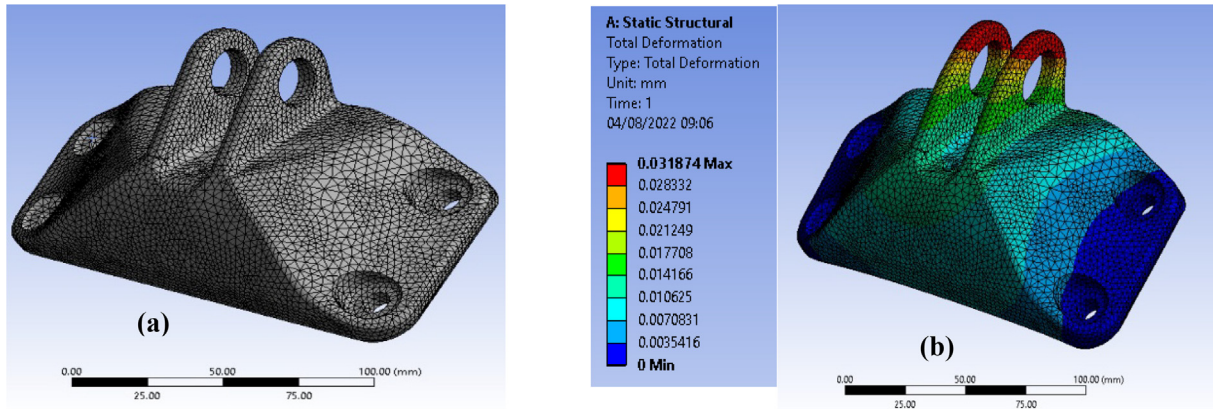 (a)
0.00 50.00 100.00 (mm)
25.00 75.00
A: Static Structural
Total Deformation
Type: Total Deformation
Unit: mm
Time: 1
04/08/2022 09:06
0.031874 Max
0.028332
0.024791
0.021249
0.017708
0.014166
0.010625
0.0070831
0.0035416
0 Min
(b)
0.00 50.00 100.00 (mm)
25.00 75.00